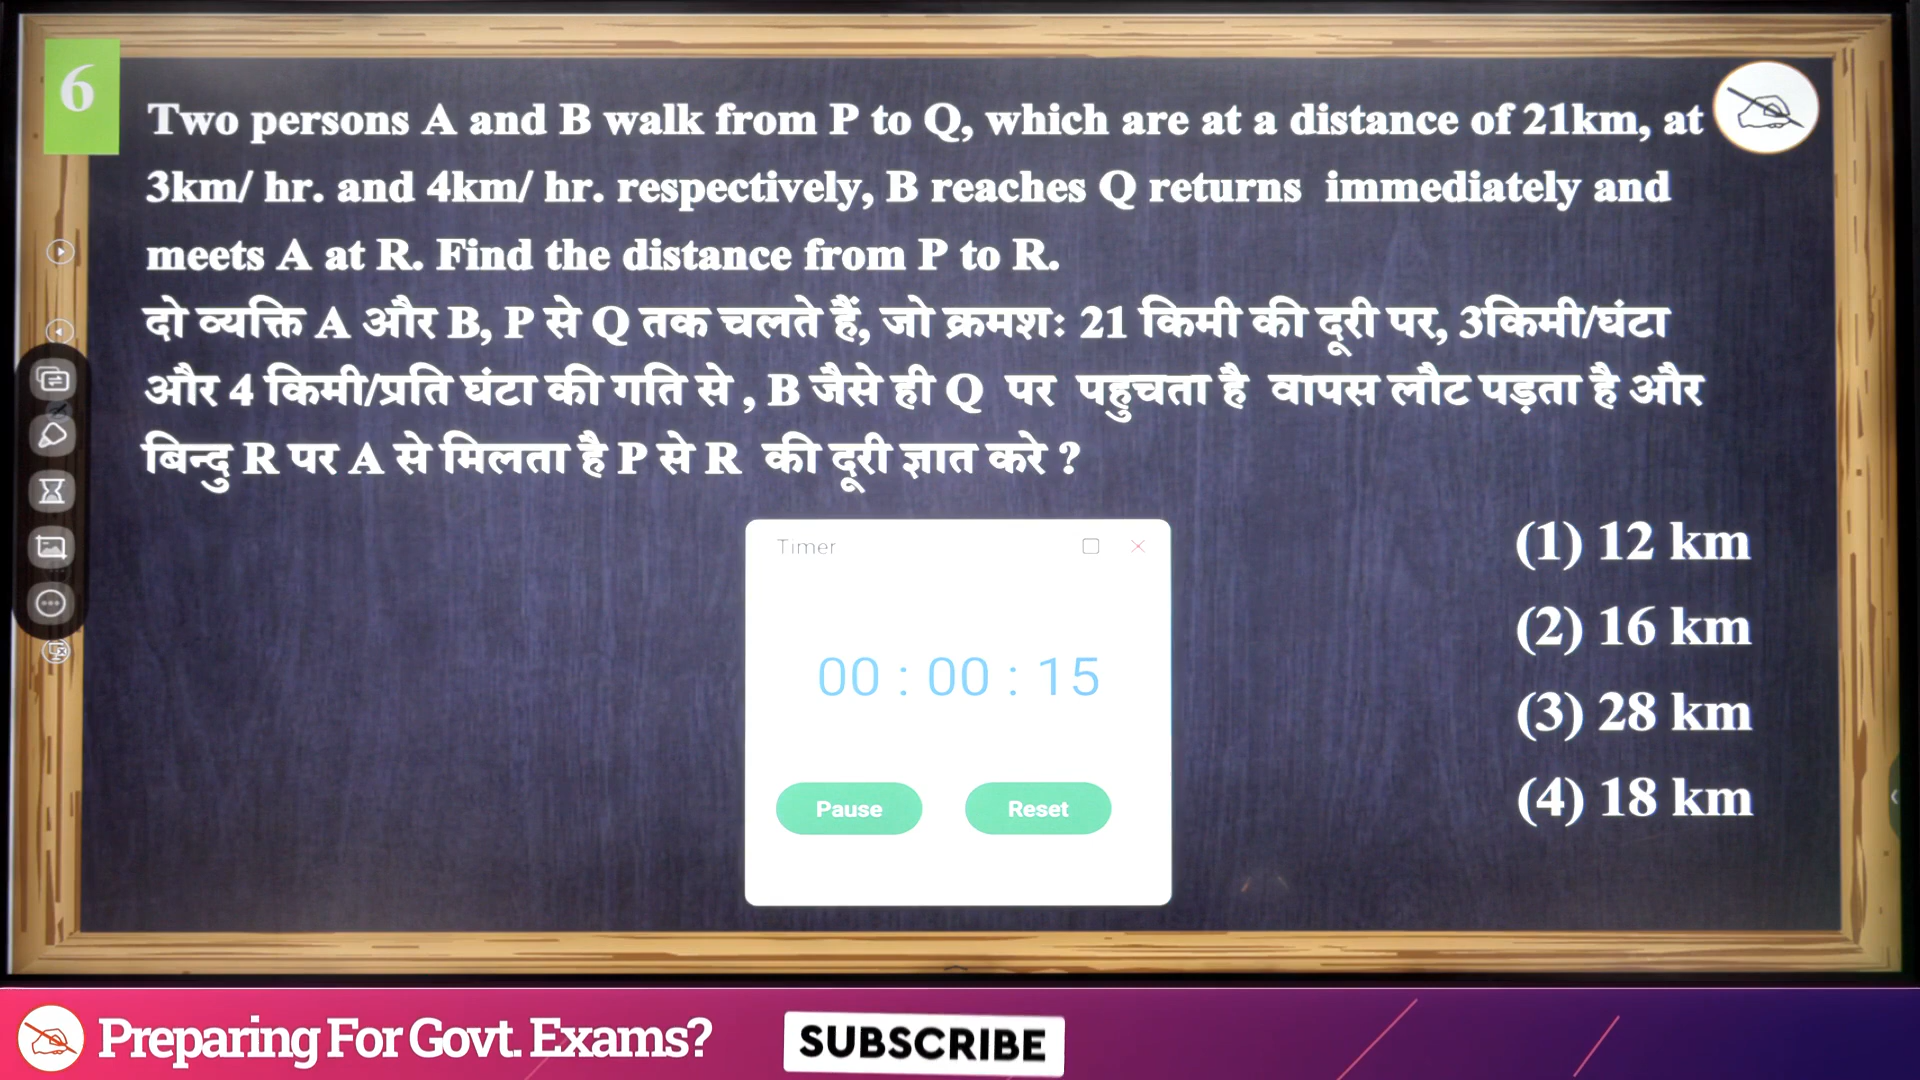 6
Two persons A and B walk from P to Q, which are at a distance of 21km, at
3km/ hr. and 4km/ hr. respectively, B reaches Q returns immediately and
meets A at R. Find the distance from P to R.
दो व्यक्ति A और B, P से Q तक चलते हैं, जो क्रमशः 21 किमी की दूरी पर, 3किमी/घंटा
और 4 किमी/प्रति घंटा की गति से , B जैसे ही Q पर पहुचता है वापस लौट पड़ता है और
बिन्दु R पर A से मिलता है P से R की दूरी ज्ञात करे ?
Timer
00 : 00 : 15
Pause Reset
(1) 12 km
(2) 16 km
(3) 28 km
(4) 18 km
Preparing For Govt. Exams? SUBSCRIBE